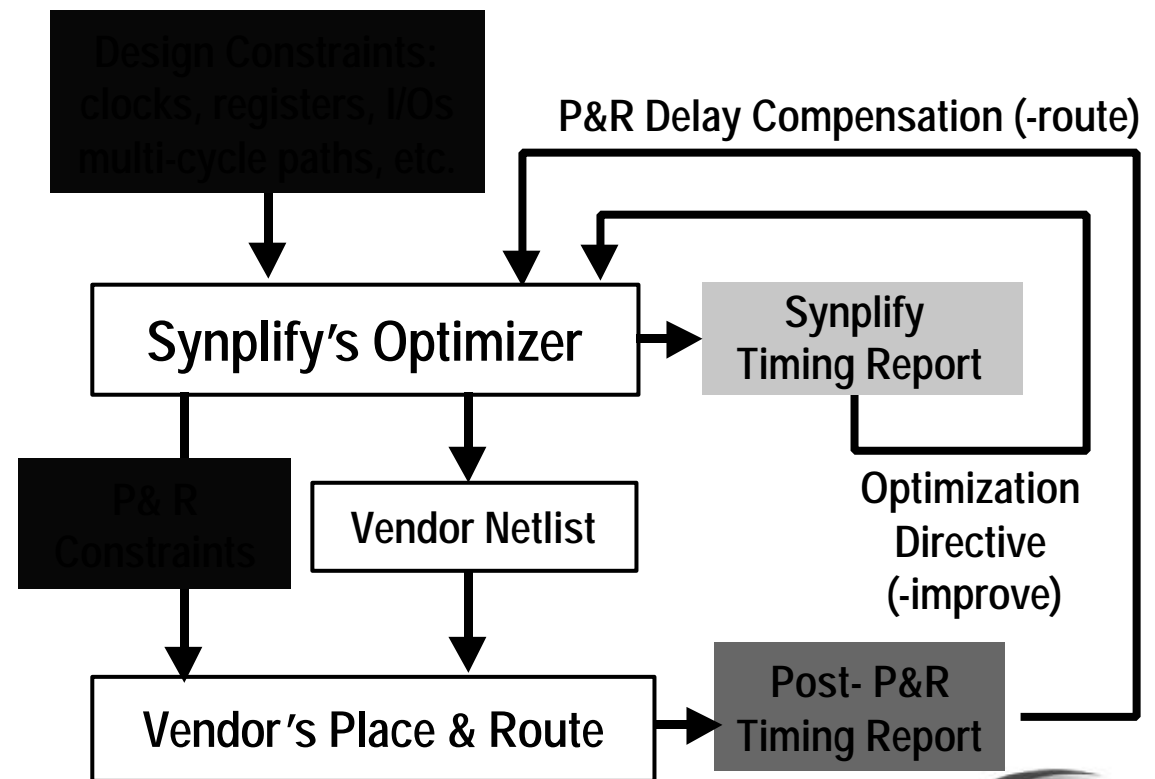 Design Constraints:
clocks, registers, I/Os
multi-cycle paths, etc.
P&R Delay Compensation (-route)
Synplify's Optimizer
Synplify
Timing Report
P& R
Constraints
Vendor Netlist
Optimization
Directive
(-improve)
Vendor's Place & Route
Post- P&R
Timing Report